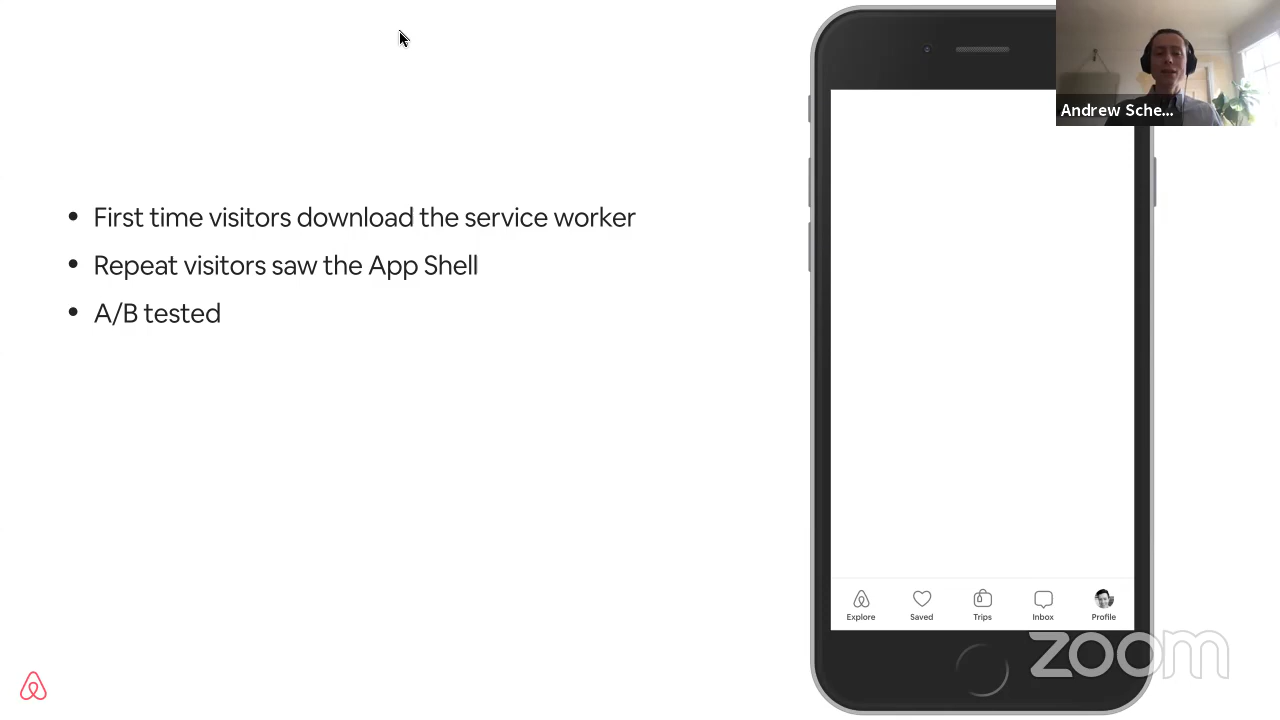 Andrew Sche...
• First time visitors download the service worker
• Repeat visitors saw the App Shell
• A/B tested
Explore Saved Trips Inbox Profile
zoom